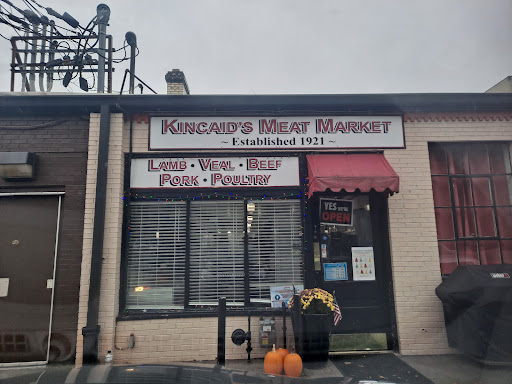 KINCAID'S MEAT MARKET
~ Established 1921 ~
LAMB • VEAL • BEEF
PORK • POULTRY
YES WE'RE
OPEN